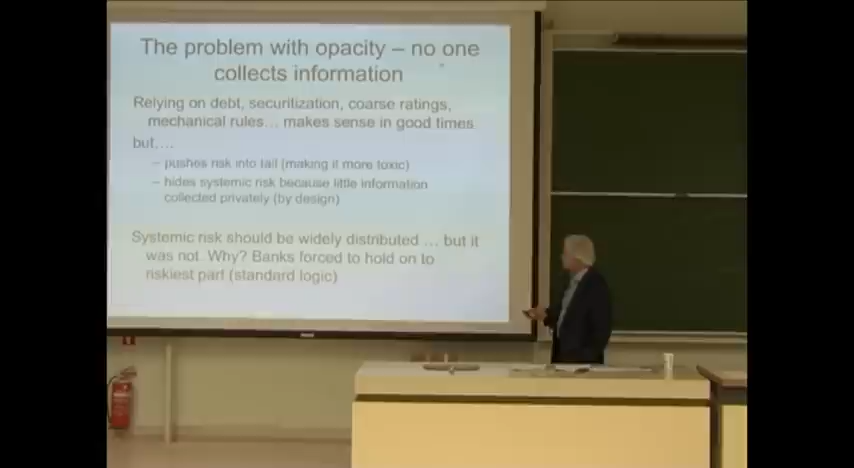 The problem with opacity – no one
collects information
Relying on debt, securitization, coarse ratings,
mechanical rules… makes sense in good times
but….
– pushes risk into tail (making it more toxic)
– hides systemic risk because little information
collected privately (by design)
Systemic risk should be widely distributed … but it
was not. Why? Banks forced to hold on to
riskiest part (standard logic)